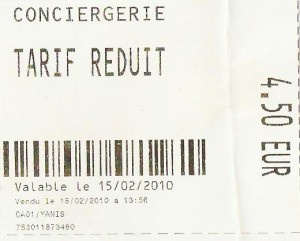 CONCIERGERIE
TARIF REDUIT
4.50 EUR
Valable le 15/02/2010
Vendu le 15/02/2010 a 13:56
CA01/YANIS
753011873480